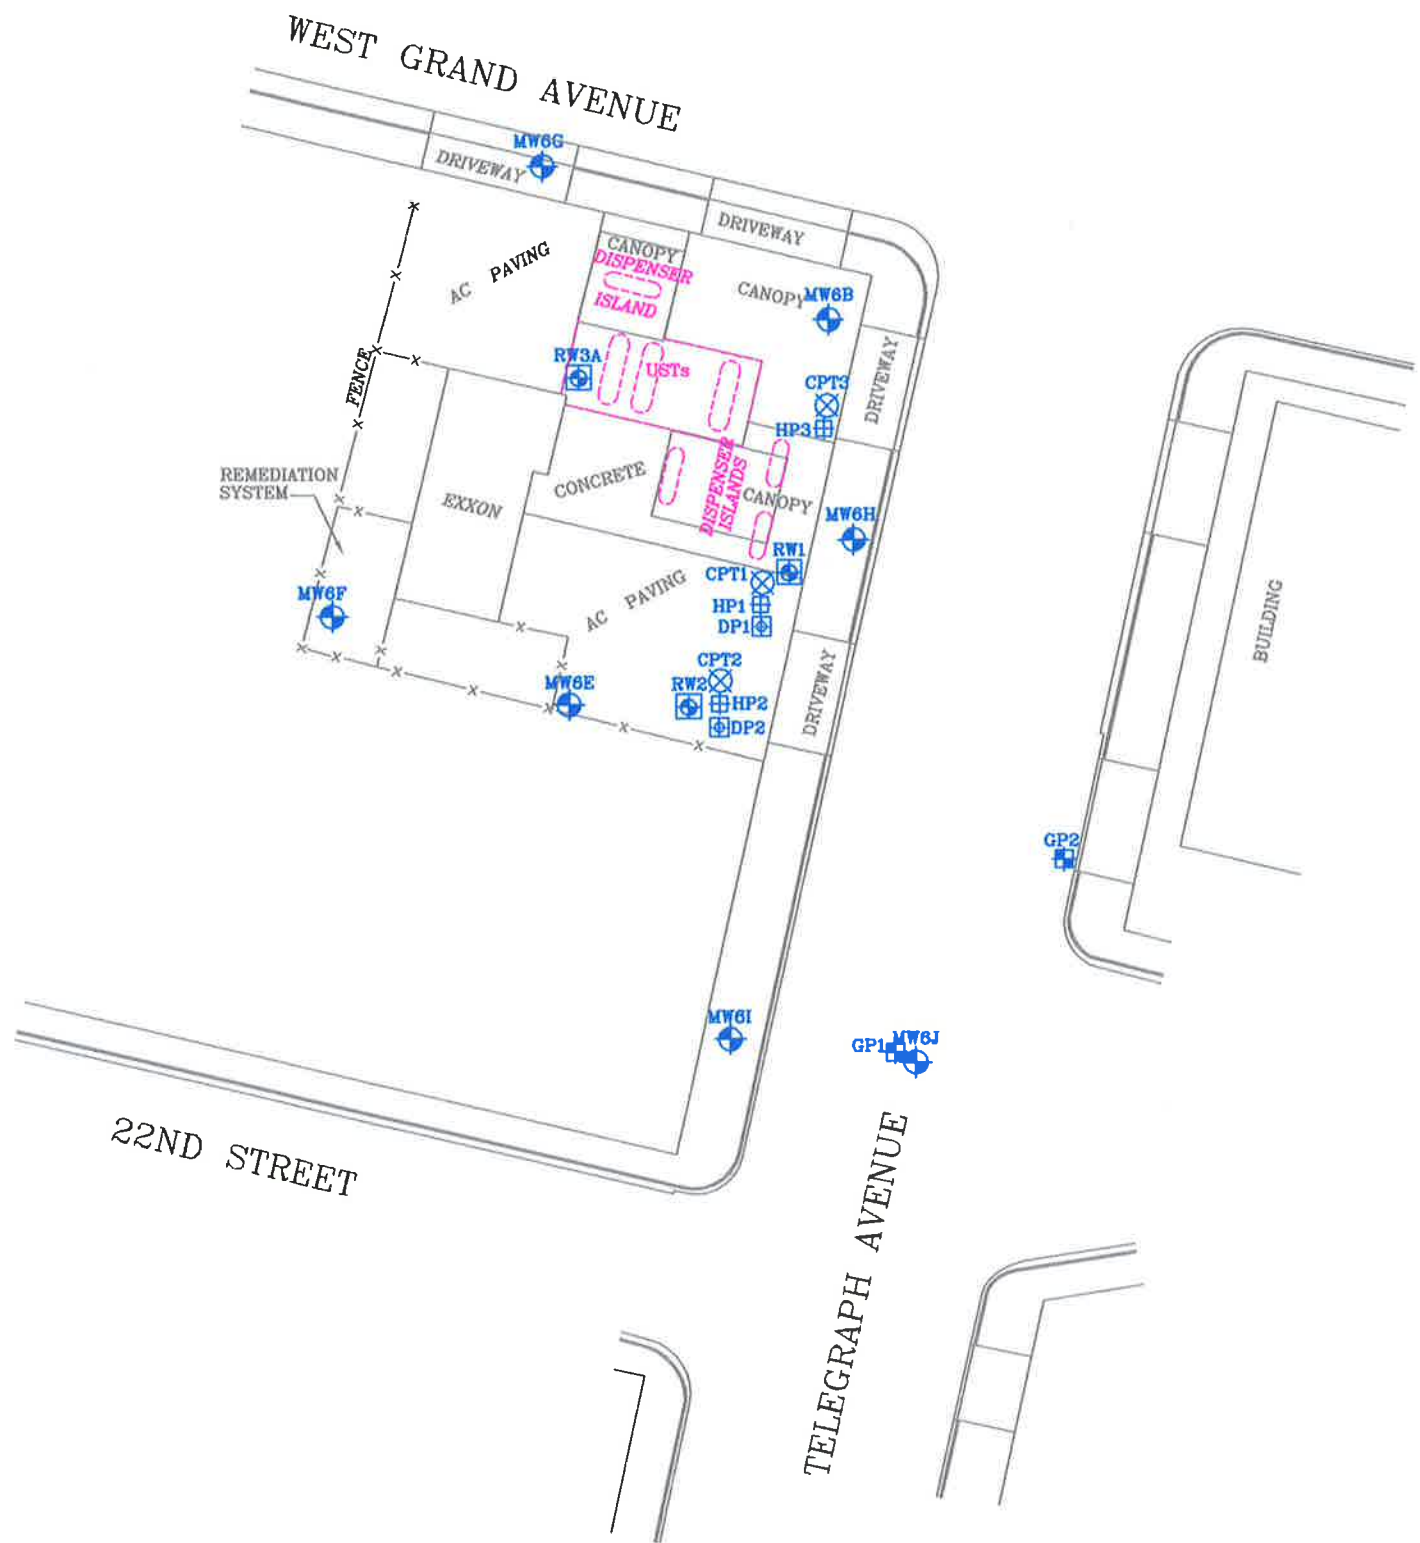 WEST GRAND AVENUE
MW6G
DRIVEWAY
DRIVEWAY
CANOPY
DISPENSER
ISLAND
AC PAVING
CANOPY
MW6B
FENCE
RW3A
USTs
CPT3
HP3
DRIVEWAY
REMEDIATION
SYSTEM
EXXON
CONCRETE
DISPENSER
ISLANDS
CANOPY
MW6H
RW1
CPT1
HP1
DP1
AC PAVING
MW6F
BUILDING
CPT2
RW2
HP2
DP2
MW6E
DRIVEWAY
GP2
MW6I
GP1
MW6J
22ND STREET
TELEGRAPH AVENUE